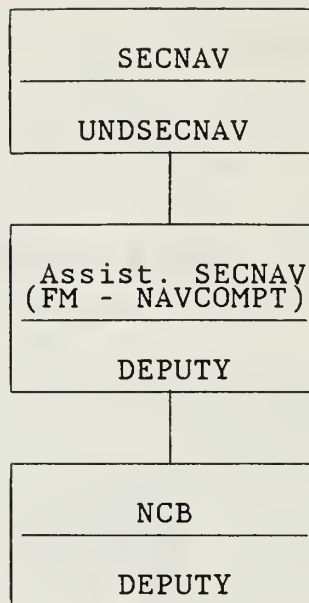 SECNAV
UNDSECNAV
Assist. SECNAV
(FM - NAVCOMPT)
DEPUTY
NCB
DEPUTY